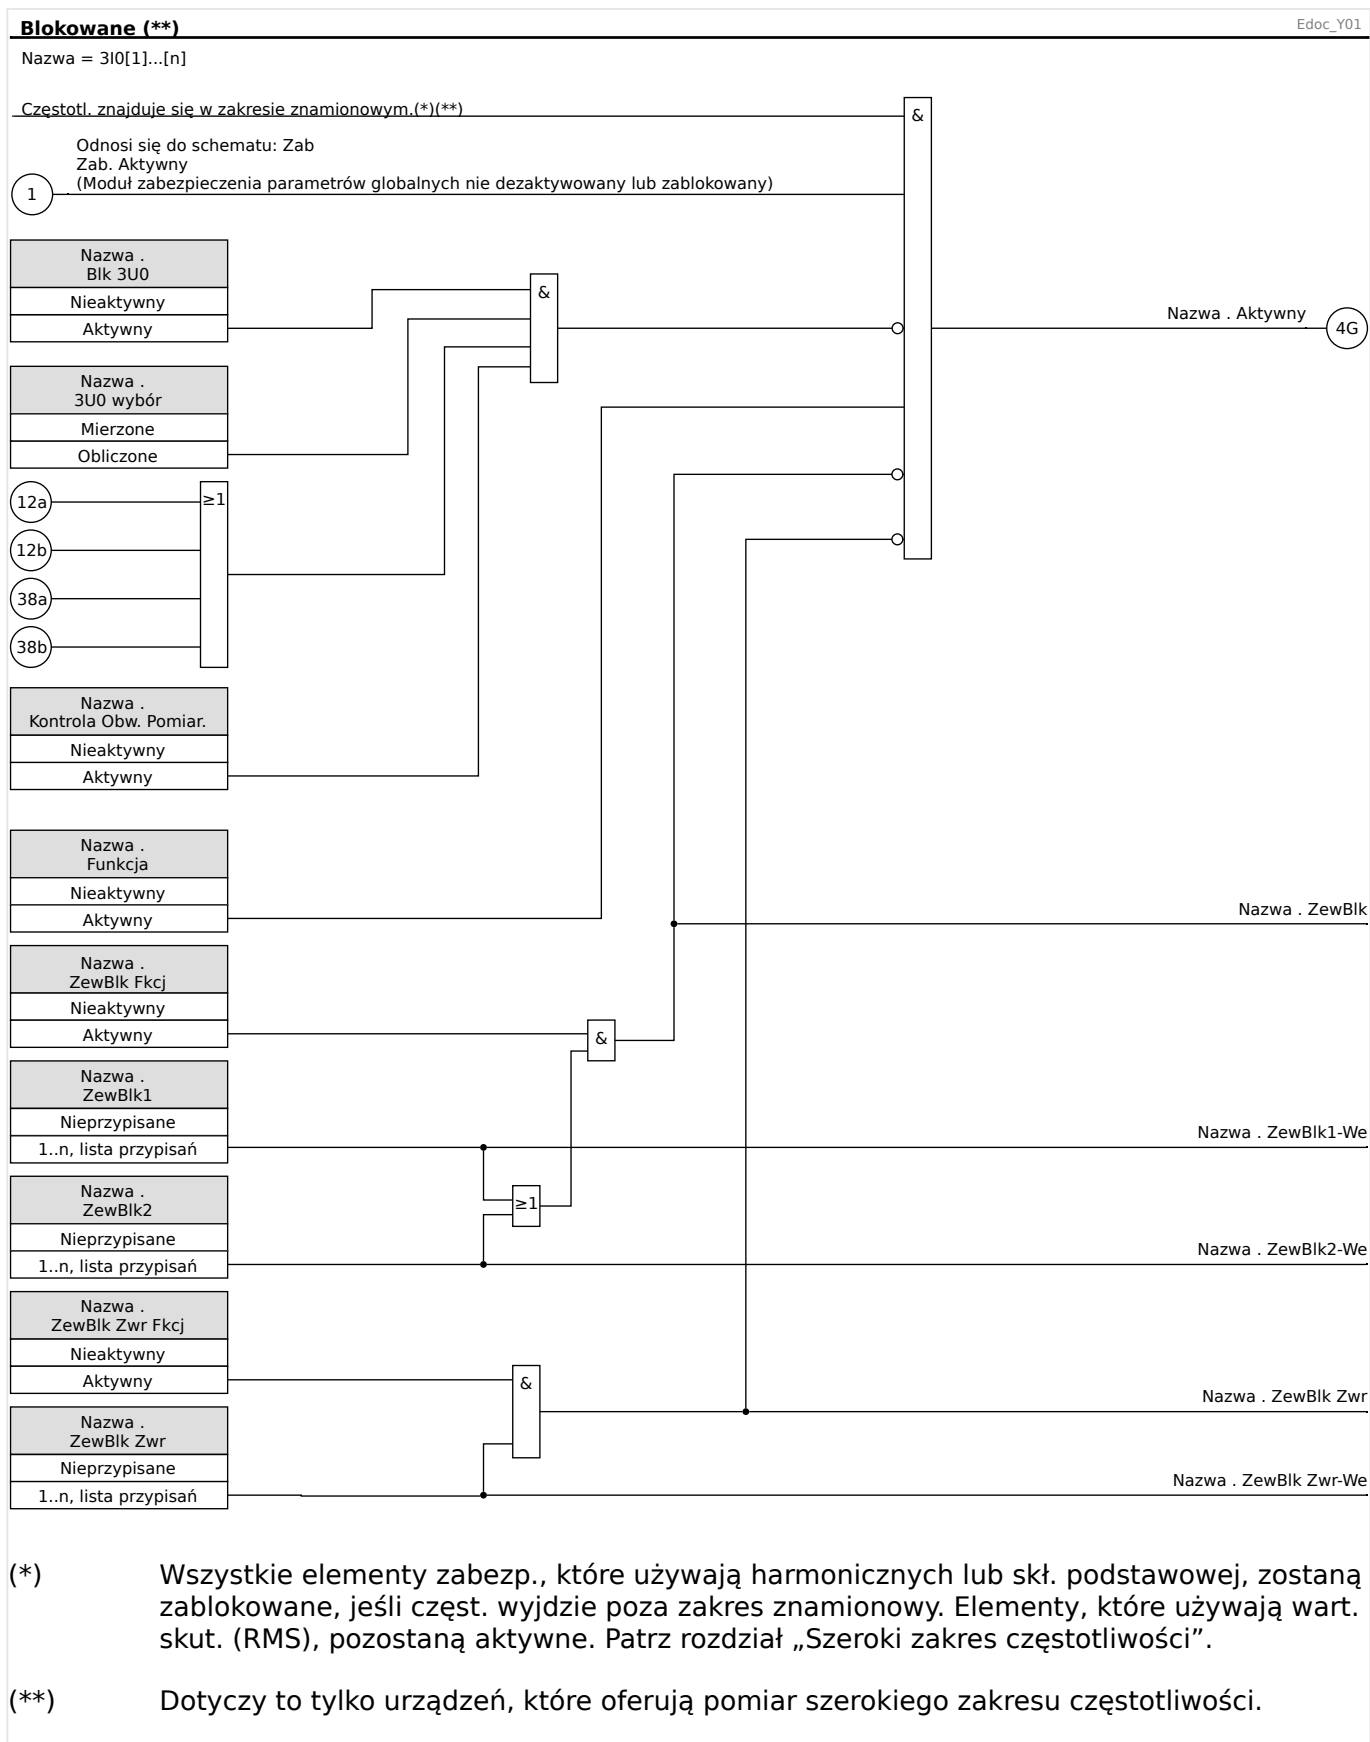 Blokowane (**)
Edoc_Y01
Nazwa = 3I0[1]...[n]
Częstotl. znajduje się w zakresie znamionowym.(*)(**)
&
Odnosi się do schematu: Zab
Zab. Aktywny
(Moduł zabezpieczenia parametrów globalnych nie dezaktywowany lub zablokowany)
1
Nazwa .
Blk 3U0
Nieaktywny
Aktywny
&
Nazwa . Aktywny
4G
Nazwa .
3U0 wybór
Mierzone
Obliczone
12a
≥1
12b
38a
38b
Nazwa .
Kontrola Obw. Pomiar.
Nieaktywny
Aktywny
Nazwa .
Funkcja
Nieaktywny
Aktywny
Nazwa . ZewBlk
Nazwa .
ZewBlk Fkcj
Nieaktywny
Aktywny
&
Nazwa .
ZewBlk1
Nieprzypisane
1..n, lista przypisań
Nazwa . ZewBlk1-We
Nazwa .
ZewBlk2
Nieprzypisane
1..n, lista przypisań
≥1
Nazwa . ZewBlk2-We
Nazwa .
ZewBlk Zwr Fkcj
Nieaktywny
Aktywny
&
Nazwa . ZewBlk Zwr
Nazwa .
ZewBlk Zwr
Nieprzypisane
1..n, lista przypisań
Nazwa . ZewBlk Zwr-We
(*) Wszystkie elementy zabezp., które używają harmonicznych lub skł. podstawowej, zostaną
zablokowane, jeśli częst. wyjdzie poza zakres znamionowy. Elementy, które używają wart.
skut. (RMS), pozostaną aktywne. Patrz rozdział „Szeroki zakres częstotliwości”.
(**) Dotyczy to tylko urządzeń, które oferują pomiar szerokiego zakresu częstotliwości.